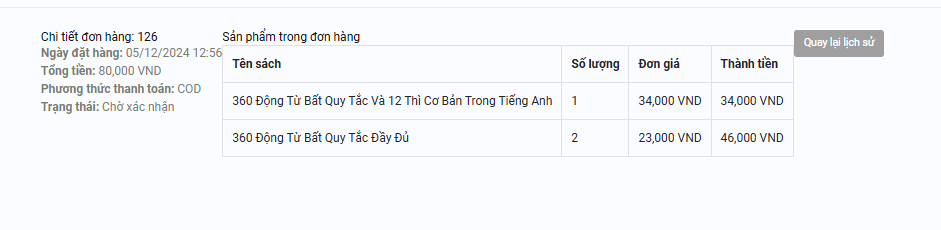 Chi tiết đơn hàng: 126
Ngày đặt hàng: 05/12/2024 12:56
Tổng tiền: 80,000 VND
Phương thức thanh toán: COD
Trạng thái: Chờ xác nhận
Sản phẩm trong đơn hàng
Tên sách Số lượng Đơn giá Thành tiền
360 Động Từ Bất Quy Tắc Và 12 Thì Cơ Bản Trong Tiếng Anh 1 34,000 VND 34,000 VND
360 Động Từ Bất Quy Tắc Đầy Đủ 2 23,000 VND 46,000 VND
Quay lại lịch sử